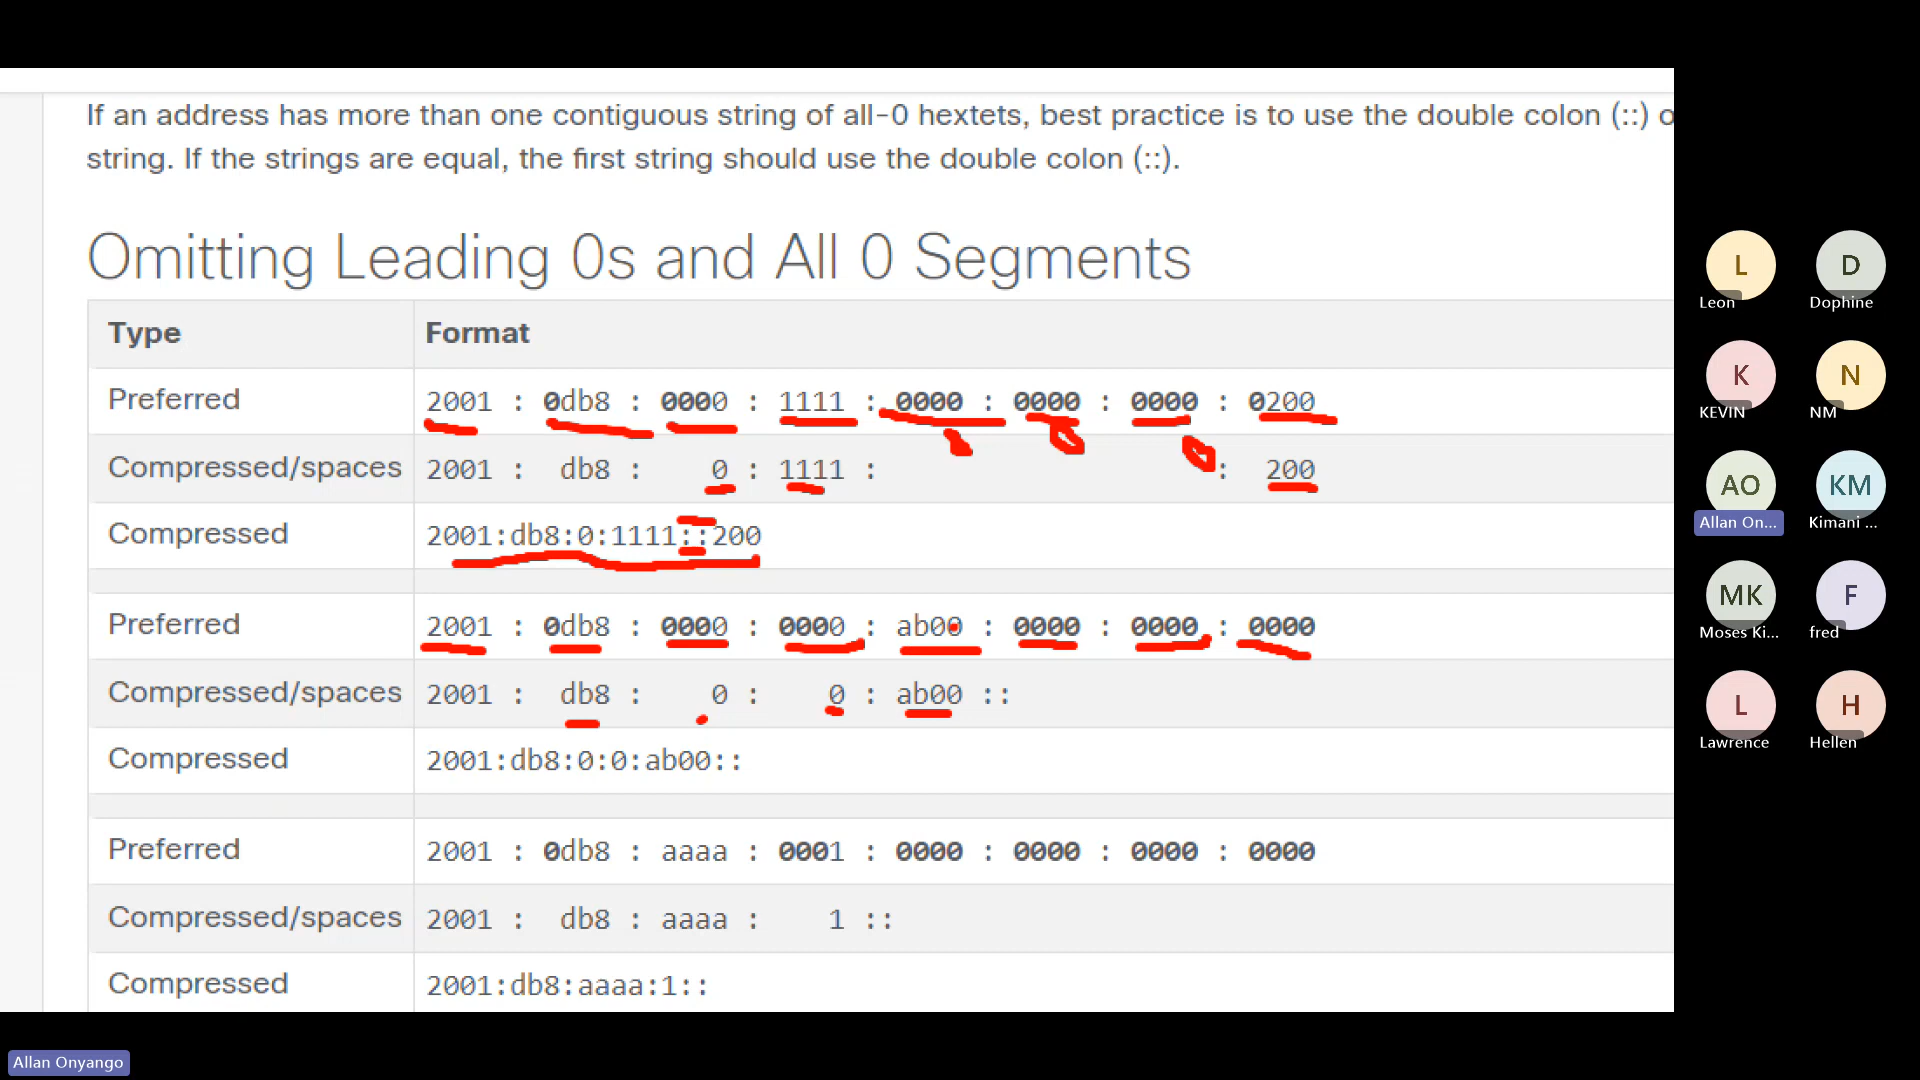 If an address has more than one contiguous string of all-0 hextets, best practice is to use the double colon (::) o
string. If the strings are equal, the first string should use the double colon (::).
Omitting Leading 0s and All 0 Segments
Type Format
Preferred 2001 : 0db8 : 0000 : 1111 : 0000 : 0000 : 0000 : 0200
Compressed/spaces 2001 : db8 : 0 : 1111 : : 200
Compressed 2001:db8:0:1111::200
Preferred 2001 : 0db8 : 0000 : 0000 : ab00 : 0000 : 0000 : 0000
Compressed/spaces 2001 : db8 : 0 : 0 : ab00 ::
Compressed 2001:db8:0:0:ab00::
Preferred 2001 : 0db8 : aaaa : 0001 : 0000 : 0000 : 0000 : 0000
Compressed/spaces 2001 : db8 : aaaa : 1 ::
Compressed 2001:db8:aaaa:1::
L D
Leon Dophine
K N
KEVIN NM
AO KM
Allan On... Kimani ...
MK F
Moses Ki... fred
L H
Lawrence Hellen
Allan Onyango